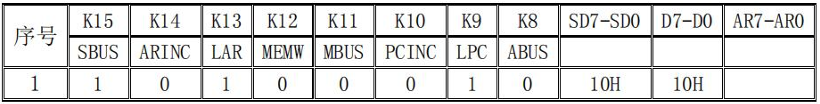 序号 K15 K14 K13 K12 K11 K10 K9 K8 SD7-SD0 D7-D0 AR7-AR0
SBUS ARINC LAR MEMW MBUS PCINC LPC ABUS
1 1 0 1 0 0 0 1 0 10H 10H